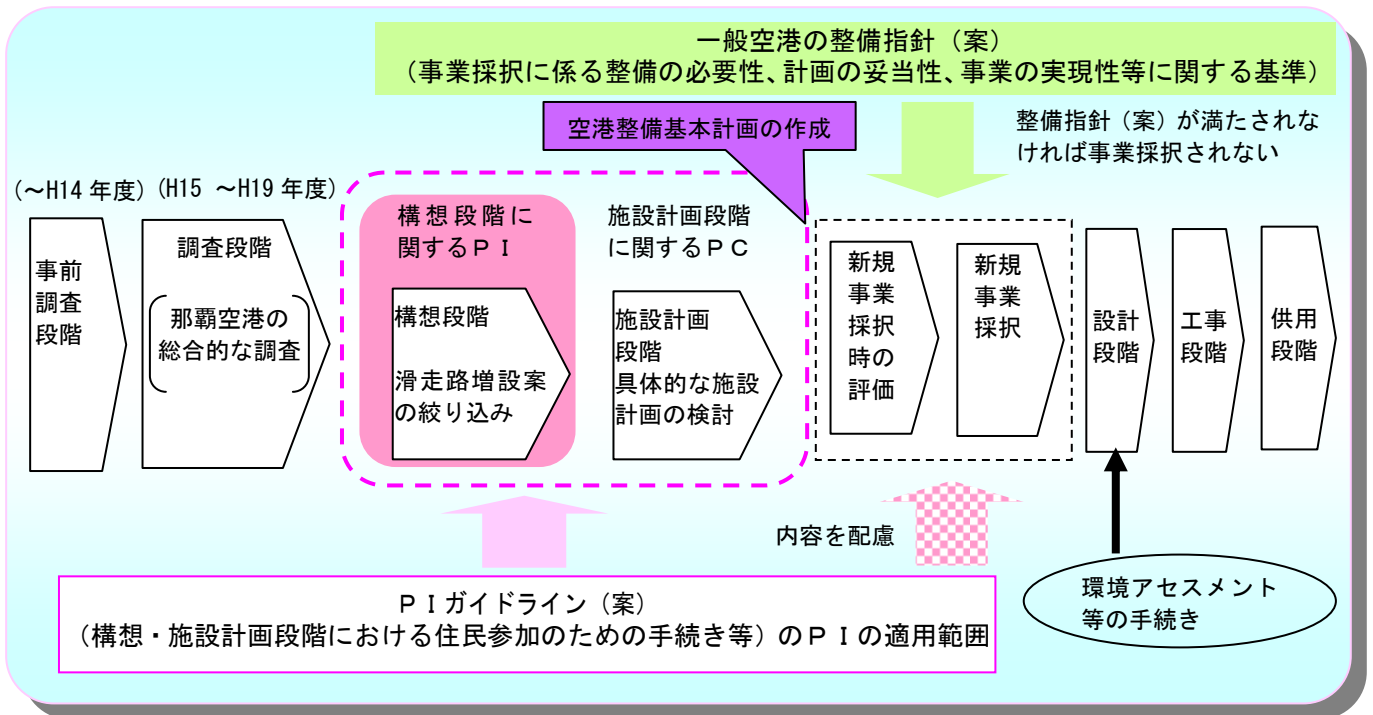 一般空港の整備指針（案）
（事業採択に係る整備の必要性、計画の妥当性、事業の実現性等に関する基準）
空港整備基本計画の作成
整備指針（案）が満たされな
ければ事業採択されない
(～H14 年度)
(H15 ～H19 年度)
事前
調査
段階
調査段階
那覇空港の
総合的な調査
構想段階に
関するＰＩ
構想段階
滑走路増設案
の絞り込み
施設計画段階
に関するＰＣ
施設計画
段階
具体的な施設
計画の検討
新規
事業
採択
時の
評価
新規
事業
採択
設計
段階
工事
段階
供用
段階
内容を配慮
環境アセスメント
等の手続き
ＰＩガイドライン（案）
（構想・施設計画段階における住民参加のための手続き等）のＰＩの適用範囲